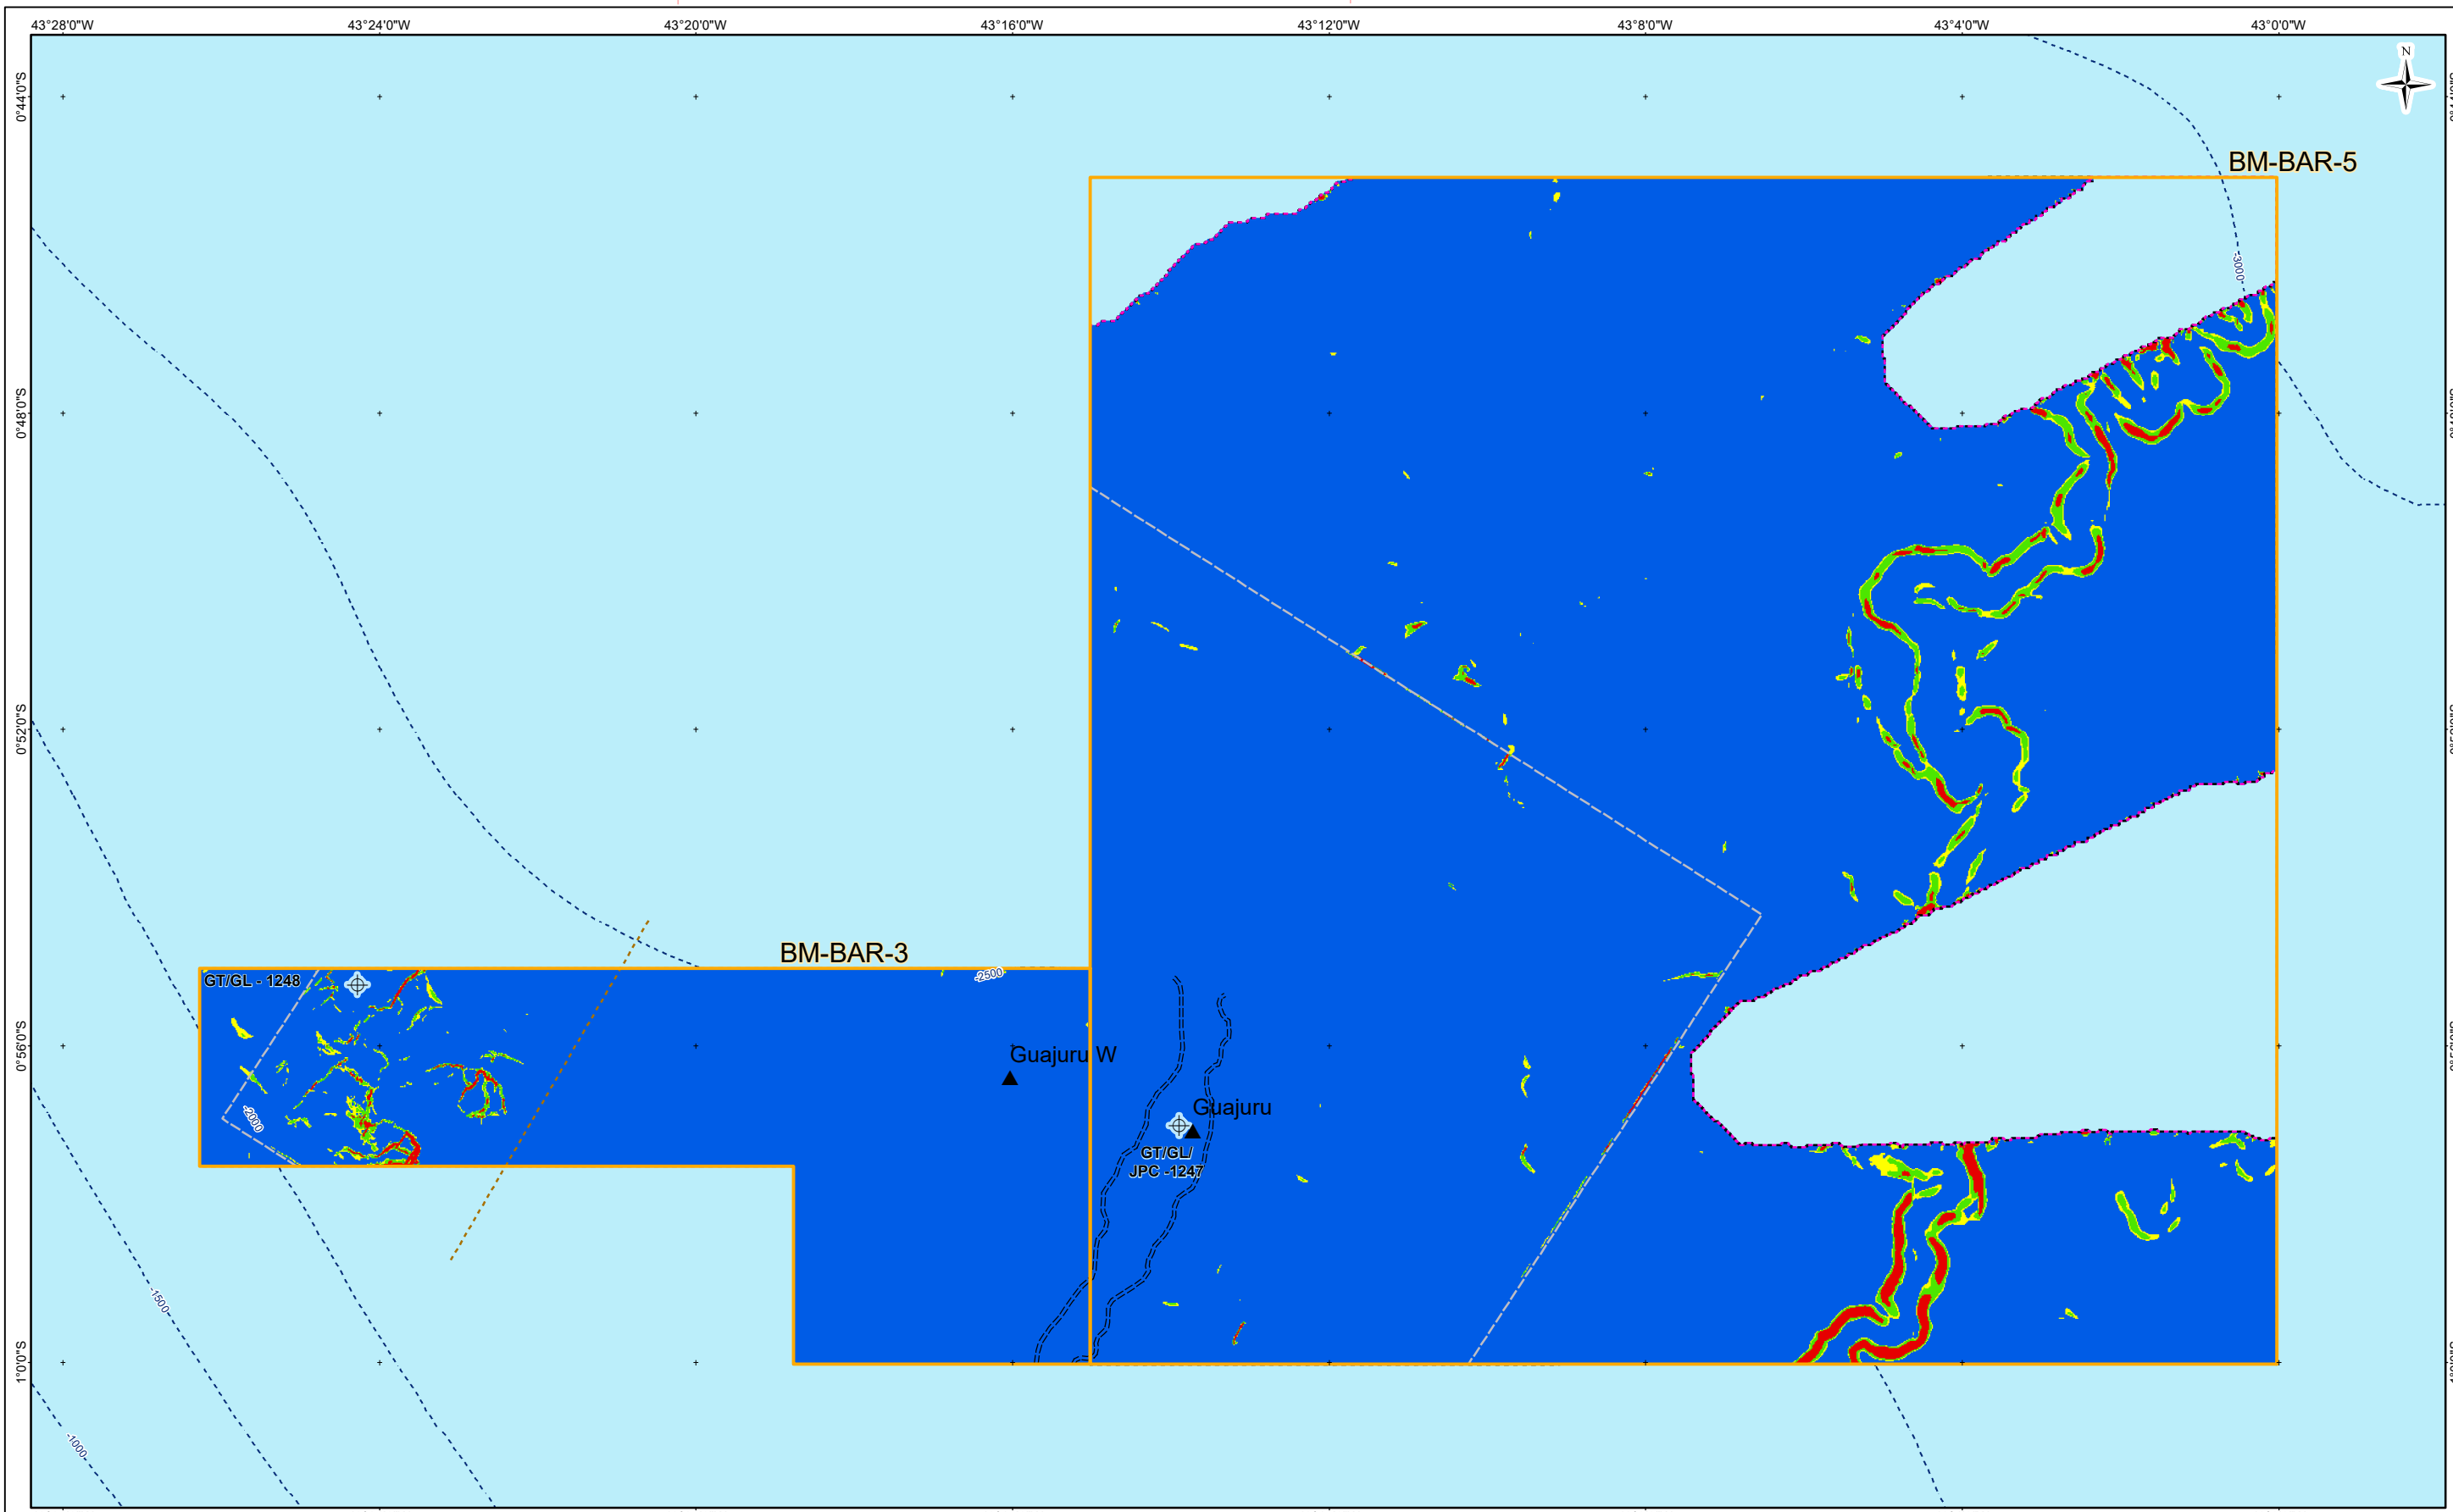 43°28'0"W 43°24'0"W 43°20'0"W 43°16'0"W 43°12'0"W 43°8'0"W 43°4'0"W 43°0'0"W
N
0°44'0"S
BM-BAR-5
-3000
0°48'0"S
0°52'0"S
BM-BAR-3
GT/GL - 1248
-2500
0°56'0"S
Guajuru W
-2000
Guajuru
GT/GL/
JPC -1247
-1500
1°0'0"S
-1000